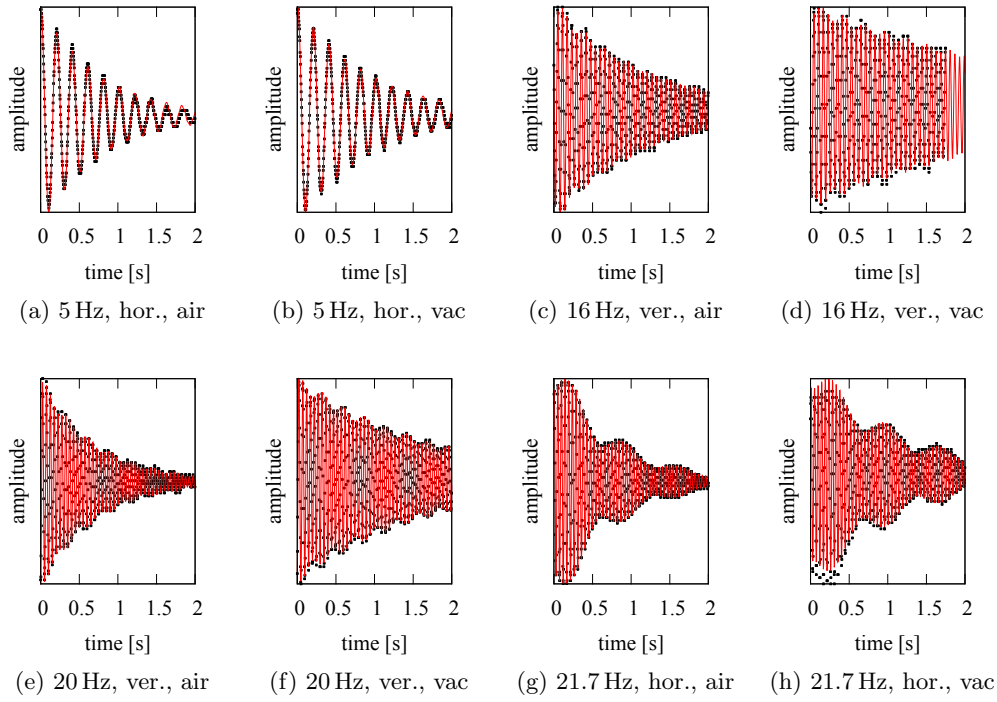 amplitude amplitude amplitude amplitude
0 0.5 1 1.5 2 0 0.5 1 1.5 2 0 0.5 1 1.5 2 0 0.5 1 1.5 2
time [s] time [s] time [s] time [s]
(a) 5 Hz, hor., air (b) 5 Hz, hor., vac (c) 16 Hz, ver., air (d) 16 Hz, ver., vac
amplitude amplitude amplitude amplitude
0 0.5 1 1.5 2 0 0.5 1 1.5 2 0 0.5 1 1.5 2 0 0.5 1 1.5 2
time [s] time [s] time [s] time [s]
(e) 20 Hz, ver., air (f) 20 Hz, ver., vac (g) 21.7 Hz, hor., air (h) 21.7 Hz, hor., vac